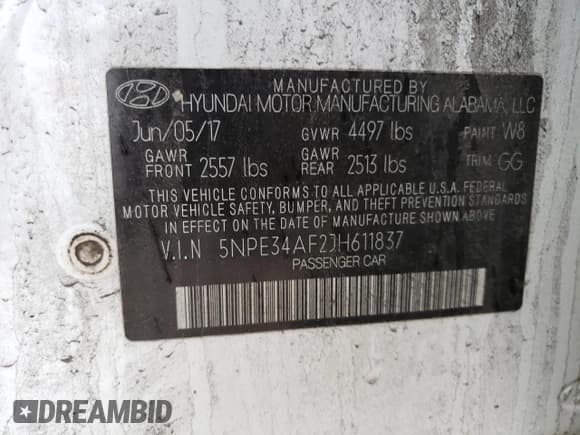 MANUFACTURED BY
HYUNDAI MOTOR MANUFACTURING ALABAMA, LLC
Jun/05/17 GVWR 4497 lbs PAINT W8
GAWR FRONT 2557 lbs GAWR REAR 2513 lbs TRIM GG
THIS VEHICLE CONFORMS TO ALL APPLICABLE U.S.A. FEDERAL
MOTOR VEHICLE SAFETY, BUMPER, AND THEFT PREVENTION STANDARDS
IN EFFECT ON THE DATE OF MANUFACTURE SHOWN ABOVE.
V.I.N 5NPE34AF2JH611837
PASSENGER CAR
DREAMBID